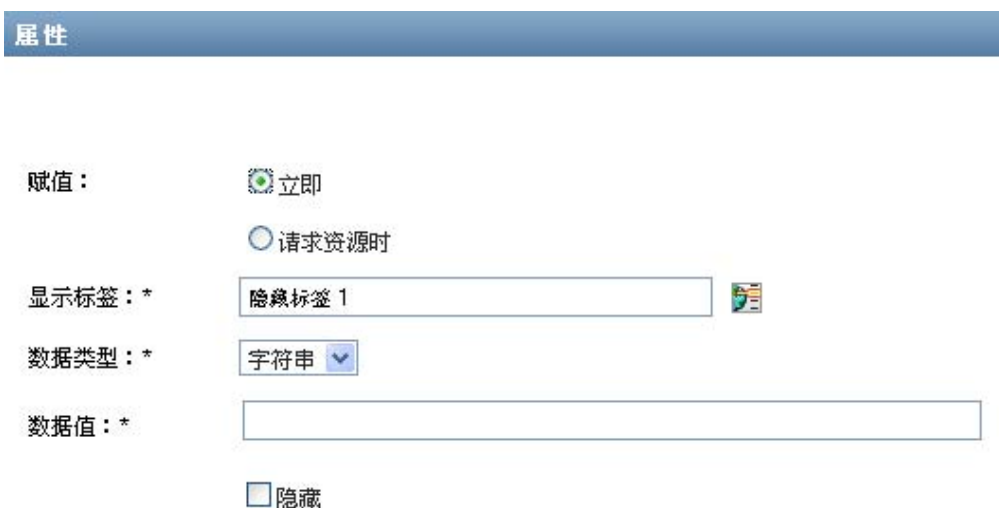 属性
赋值：
立即
请求资源时
显示标签：*
隐藏标签 1
数据类型：*
字符串
数据值：*
隐藏